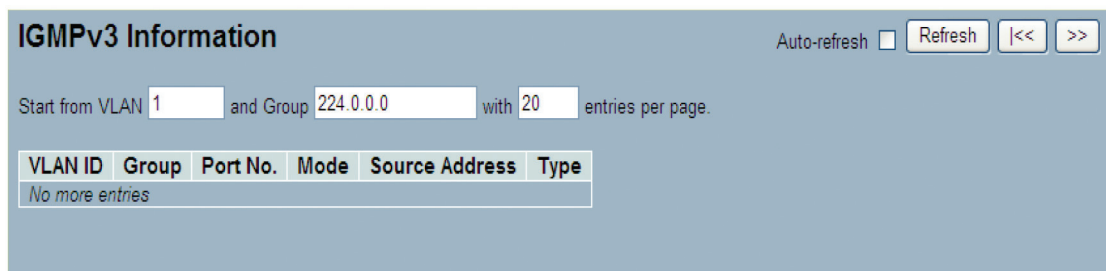 IGMPv3 Information
Auto-refresh Refresh |<< >>
Start from VLAN 1 and Group 224.0.0.0 with 20 entries per page.
VLAN ID Group Port No. Mode Source Address Type
No more entries